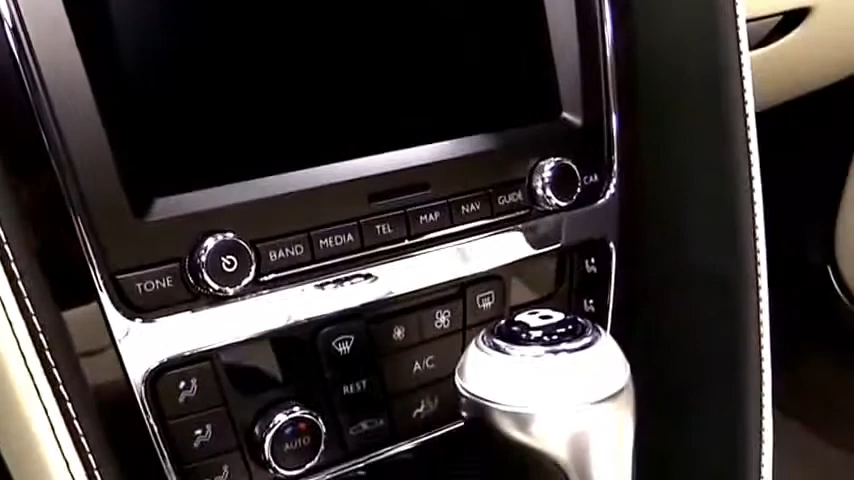 TONE BAND MEDIA TEL MAP NAV GUIDE CAR
A/C
REST
AUTO